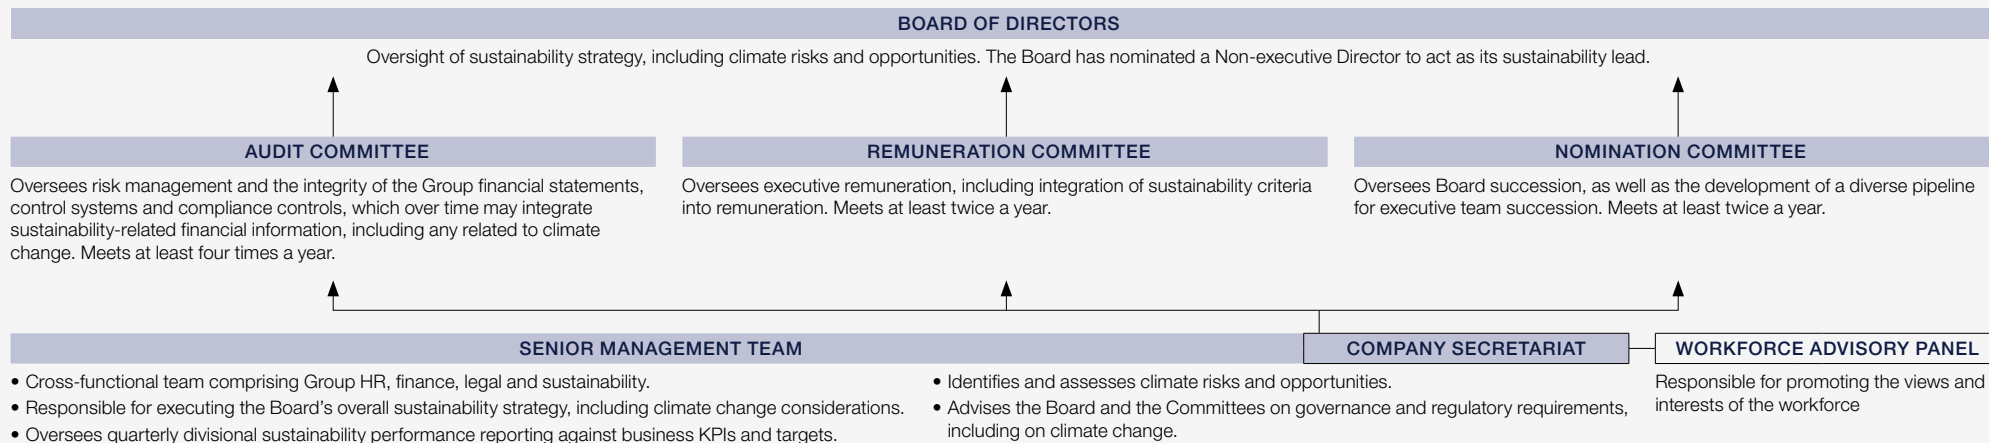 BOARD OF DIRECTORS
Oversight of sustainability strategy, including climate risks and opportunities. The Board has nominated a Non-executive Director to act as its sustainability lead.
AUDIT COMMITTEE
Oversees risk management and the integrity of the Group financial statements,
control systems and compliance controls, which over time may integrate
sustainability-related financial information, including any related to climate
change. Meets at least four times a year.
REMUNERATION COMMITTEE
Oversees executive remuneration, including integration of sustainability criteria
into remuneration. Meets at least twice a year.
NOMINATION COMMITTEE
Oversees Board succession, as well as the development of a diverse pipeline
for executive team succession. Meets at least twice a year.
SENIOR MANAGEMENT TEAM
• Cross-functional team comprising Group HR, finance, legal and sustainability.
• Responsible for executing the Board's overall sustainability strategy, including climate change considerations.
• Oversees quarterly divisional sustainability performance reporting against business KPIs and targets.
• Identifies and assesses climate risks and opportunities.
• Advises the Board and the Committees on governance and regulatory requirements,
including on climate change.
COMPANY SECRETARIAT
WORKFORCE ADVISORY PANEL
Responsible for promoting the views and
interests of the workforce